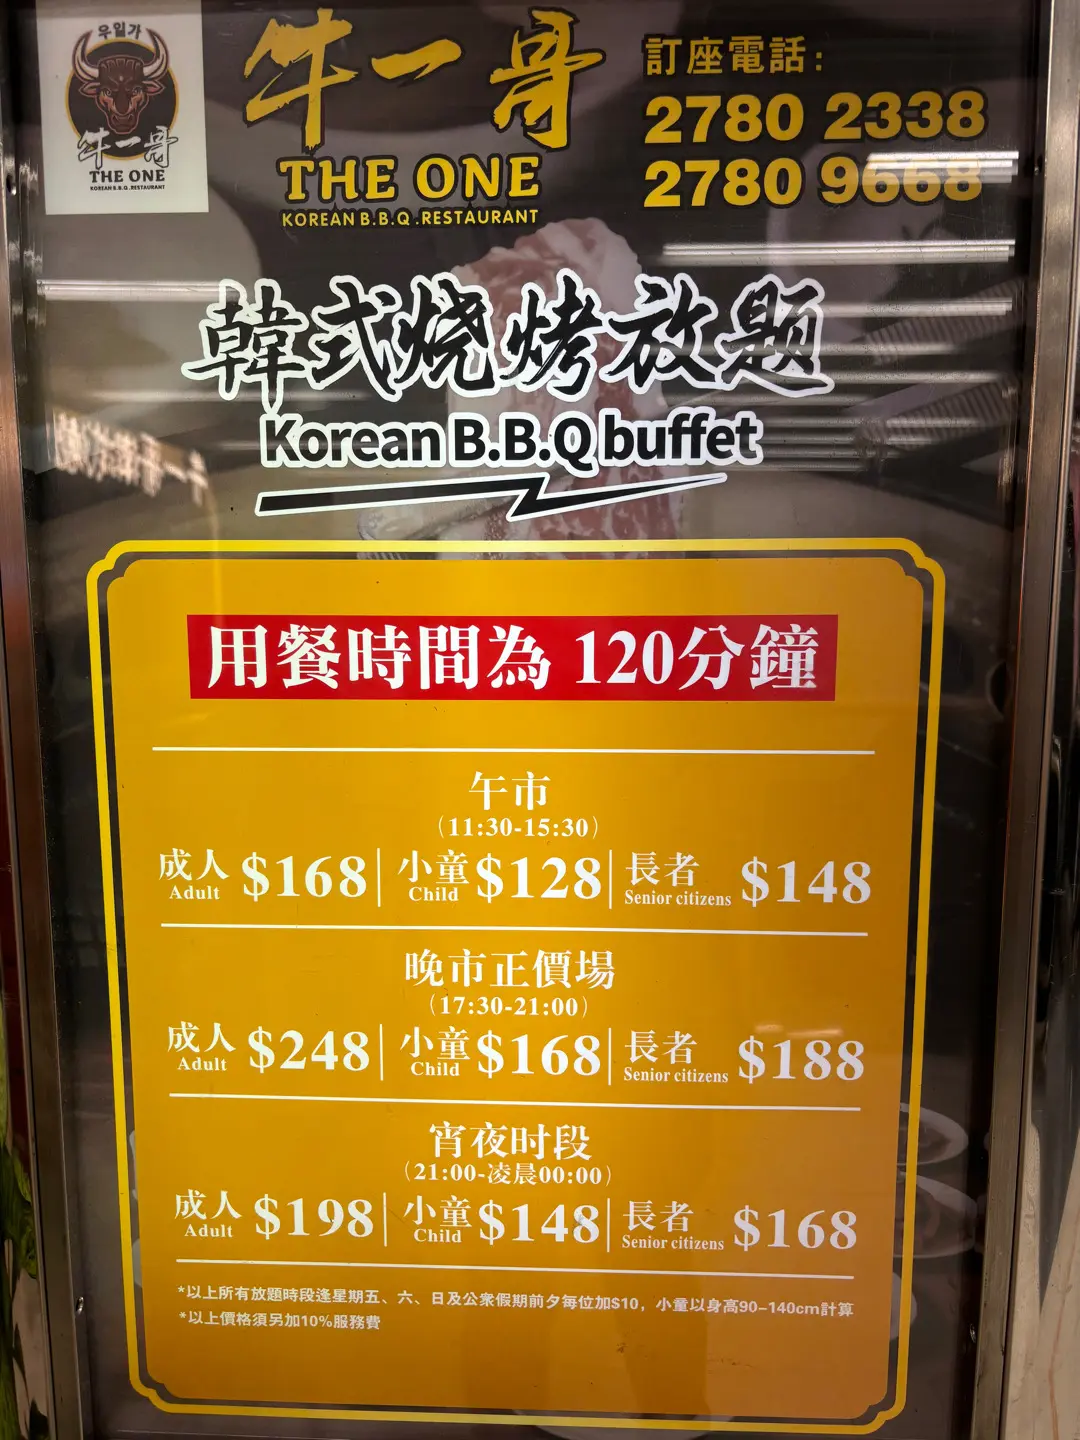 우일가
牛一哥
THE ONE
KOREAN B.B.Q .RESTAURANT
牛一哥
THE ONE
KOREAN B.B.Q .RESTAURANT
訂座電話:
2780 2338
2780 9668
韓式燒烤放題
Korean B.B.Q buffet
用餐時間為 120分鐘
午市
(11:30-15:30)
成人 Adult $168 小童 Child $128 長者 Senior citizens $148
晚市正價場
(17:30-21:00)
成人 Adult $248 小童 Child $168 長者 Senior citizens $188
宵夜时段
(21:00-凌晨00:00)
成人 Adult $198 小童 Child $148 長者 Senior citizens $168
*以上所有放題時段逢星期五、六、日及公衆假期前夕每位加$10，小童以身高90-140cm計算
*以上價格須另加10%服務費